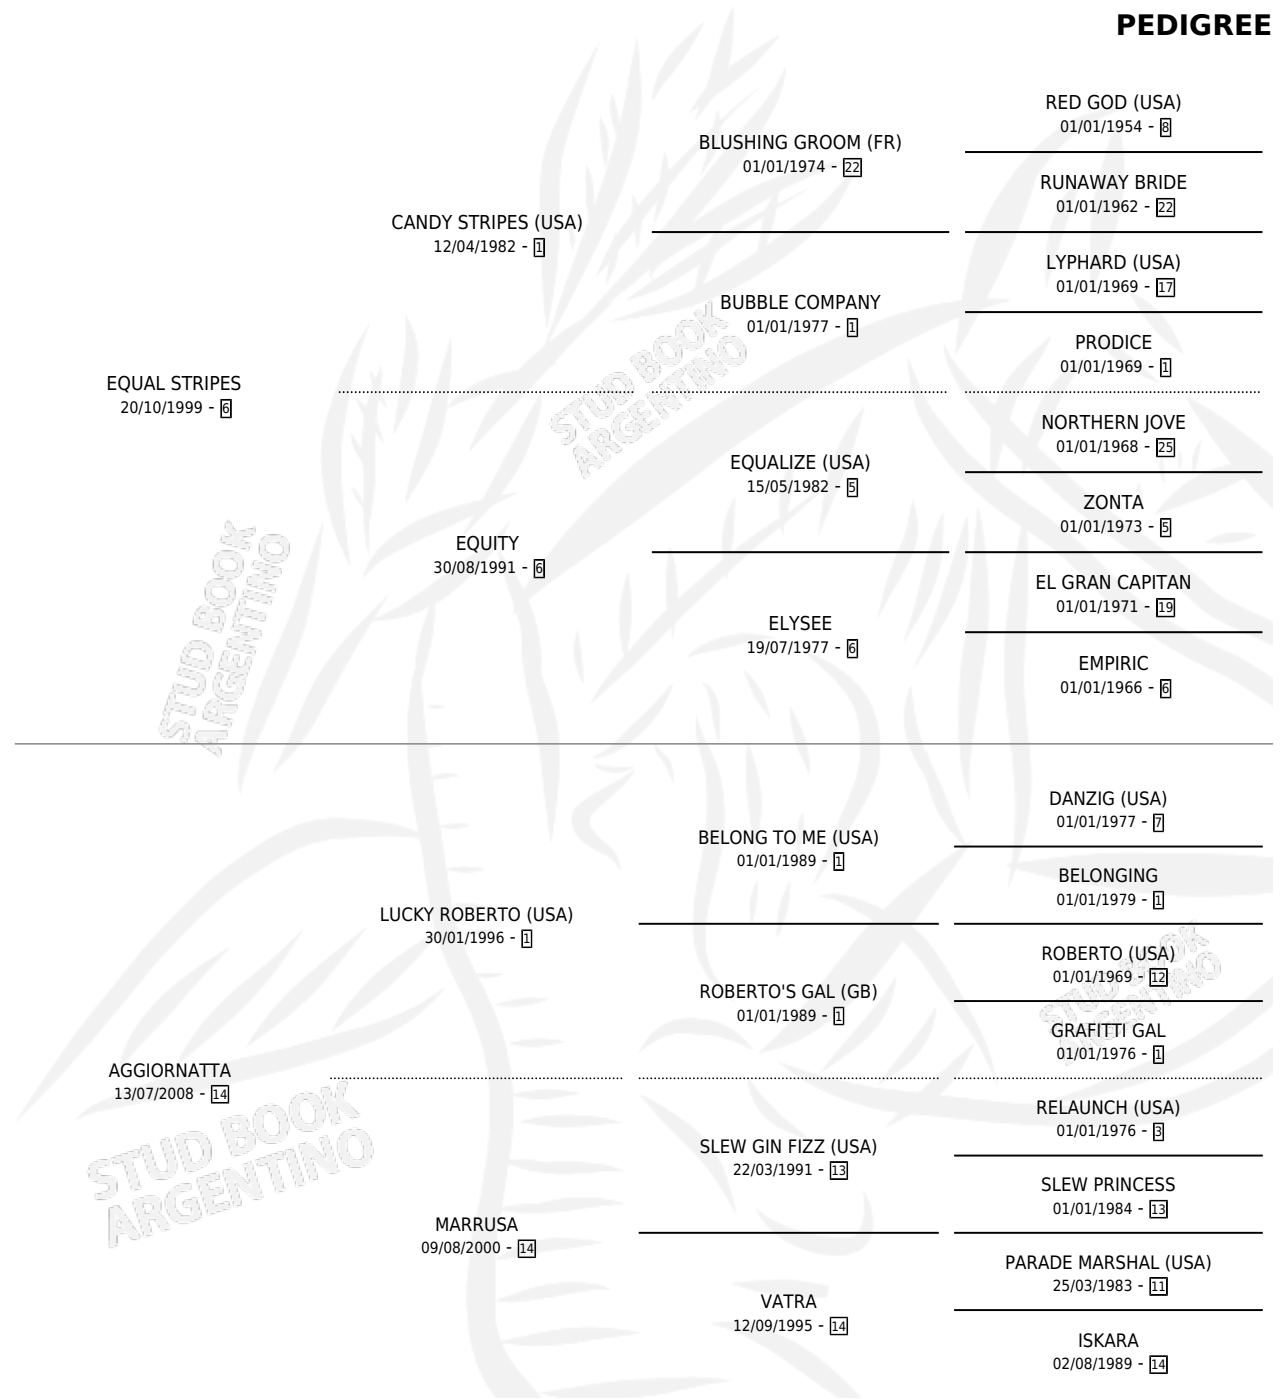 PEDIGREE
RED GOD (USA)
01/01/1954 - 8
BLUSHING GROOM (FR)
01/01/1974 - 22
RUNAWAY BRIDE
01/01/1962 - 22
CANDY STRIPES (USA)
12/04/1982 - 1
LYPHARD (USA)
01/01/1969 - 17
BUBBLE COMPANY
01/01/1977 - 1
PRODICE
01/01/1969 - 1
EQUAL STRIPES
20/10/1999 - 6
NORTHERN JOVE
01/01/1968 - 25
EQUALIZE (USA)
15/05/1982 - 5
ZONTA
01/01/1973 - 5
EQUITY
30/08/1991 - 6
EL GRAN CAPITAN
01/01/1971 - 19
ELYSEE
19/07/1977 - 6
EMPIRIC
01/01/1966 - 6
DANZIG (USA)
01/01/1977 - 7
BELONG TO ME (USA)
01/01/1989 - 1
BELONGING
01/01/1979 - 1
LUCKY ROBERTO (USA)
30/01/1996 - 1
ROBERTO (USA)
01/01/1969 - 12
ROBERTO'S GAL (GB)
01/01/1989 - 1
GRAFITTI GAL
01/01/1976 - 1
AGGIORNATTA
13/07/2008 - 14
RELAUNCH (USA)
01/01/1976 - 3
SLEW GIN FIZZ (USA)
22/03/1991 - 13
SLEW PRINCESS
01/01/1984 - 13
MARRUSA
09/08/2000 - 14
PARADE MARSHAL (USA)
25/03/1983 - 11
VATRA
12/09/1995 - 14
ISKARA
02/08/1989 - 14
STUD BOOK
ARGENTINO
STUD BOOK
ARGENTINO
STUD BOOK
ARGENTINO
STUD BOOK
ARGENTINO